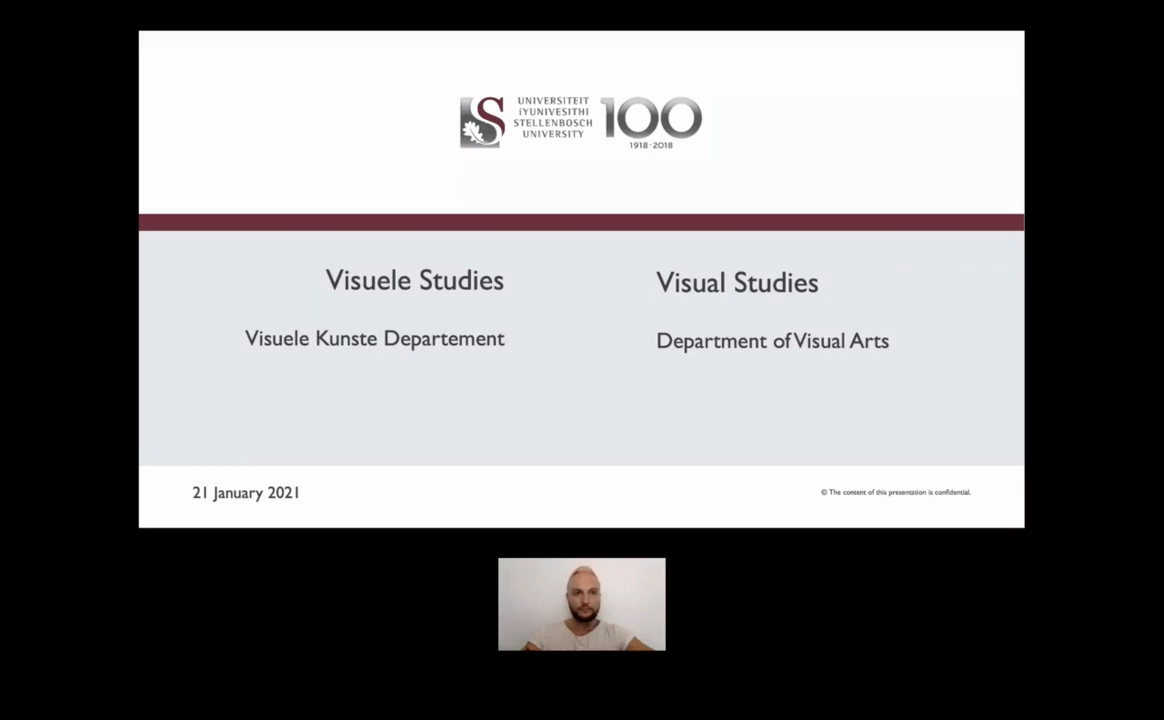 UNIVERSITEIT
iYUNIVESITHI
STELLENBOSCH
UNIVERSITY
100
1918·2018
Visuele Studies
Visuele Kunste Departement
Visual Studies
Department of Visual Arts
21 January 2021
© The content of this presentation is confidential.